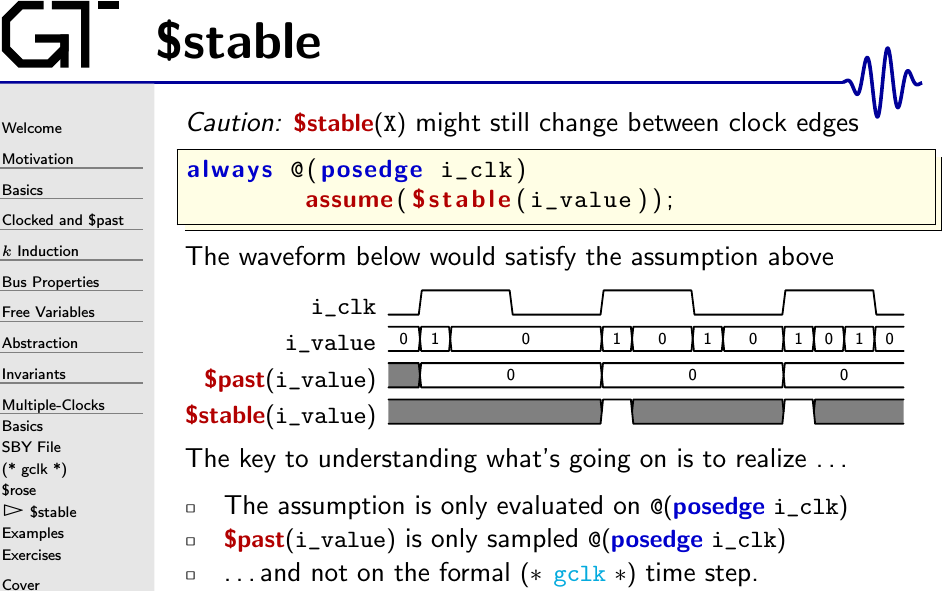 GT
$stable
Welcome
Motivation
Basics
Clocked and $past
k Induction
Bus Properties
Free Variables
Abstraction
Invariants
Multiple-Clocks
Basics
SBY File
(* gclk *)
$rose
▷ $stable
Examples
Exercises
Cover
Caution: $stable(X) might still change between clock edges
always @(posedge i_clk)
assume($stable(i_value));
The waveform below would satisfy the assumption above
i_clk
i_value 0 1 0 1 0 1 0 1 0 1 0
$past(i_value) 0 0 0
$stable(i_value)
The key to understanding what's going on is to realize ...
□ The assumption is only evaluated on @(posedge i_clk)
□ $past(i_value) is only sampled @(posedge i_clk)
□ ...and not on the formal (* gclk *) time step.